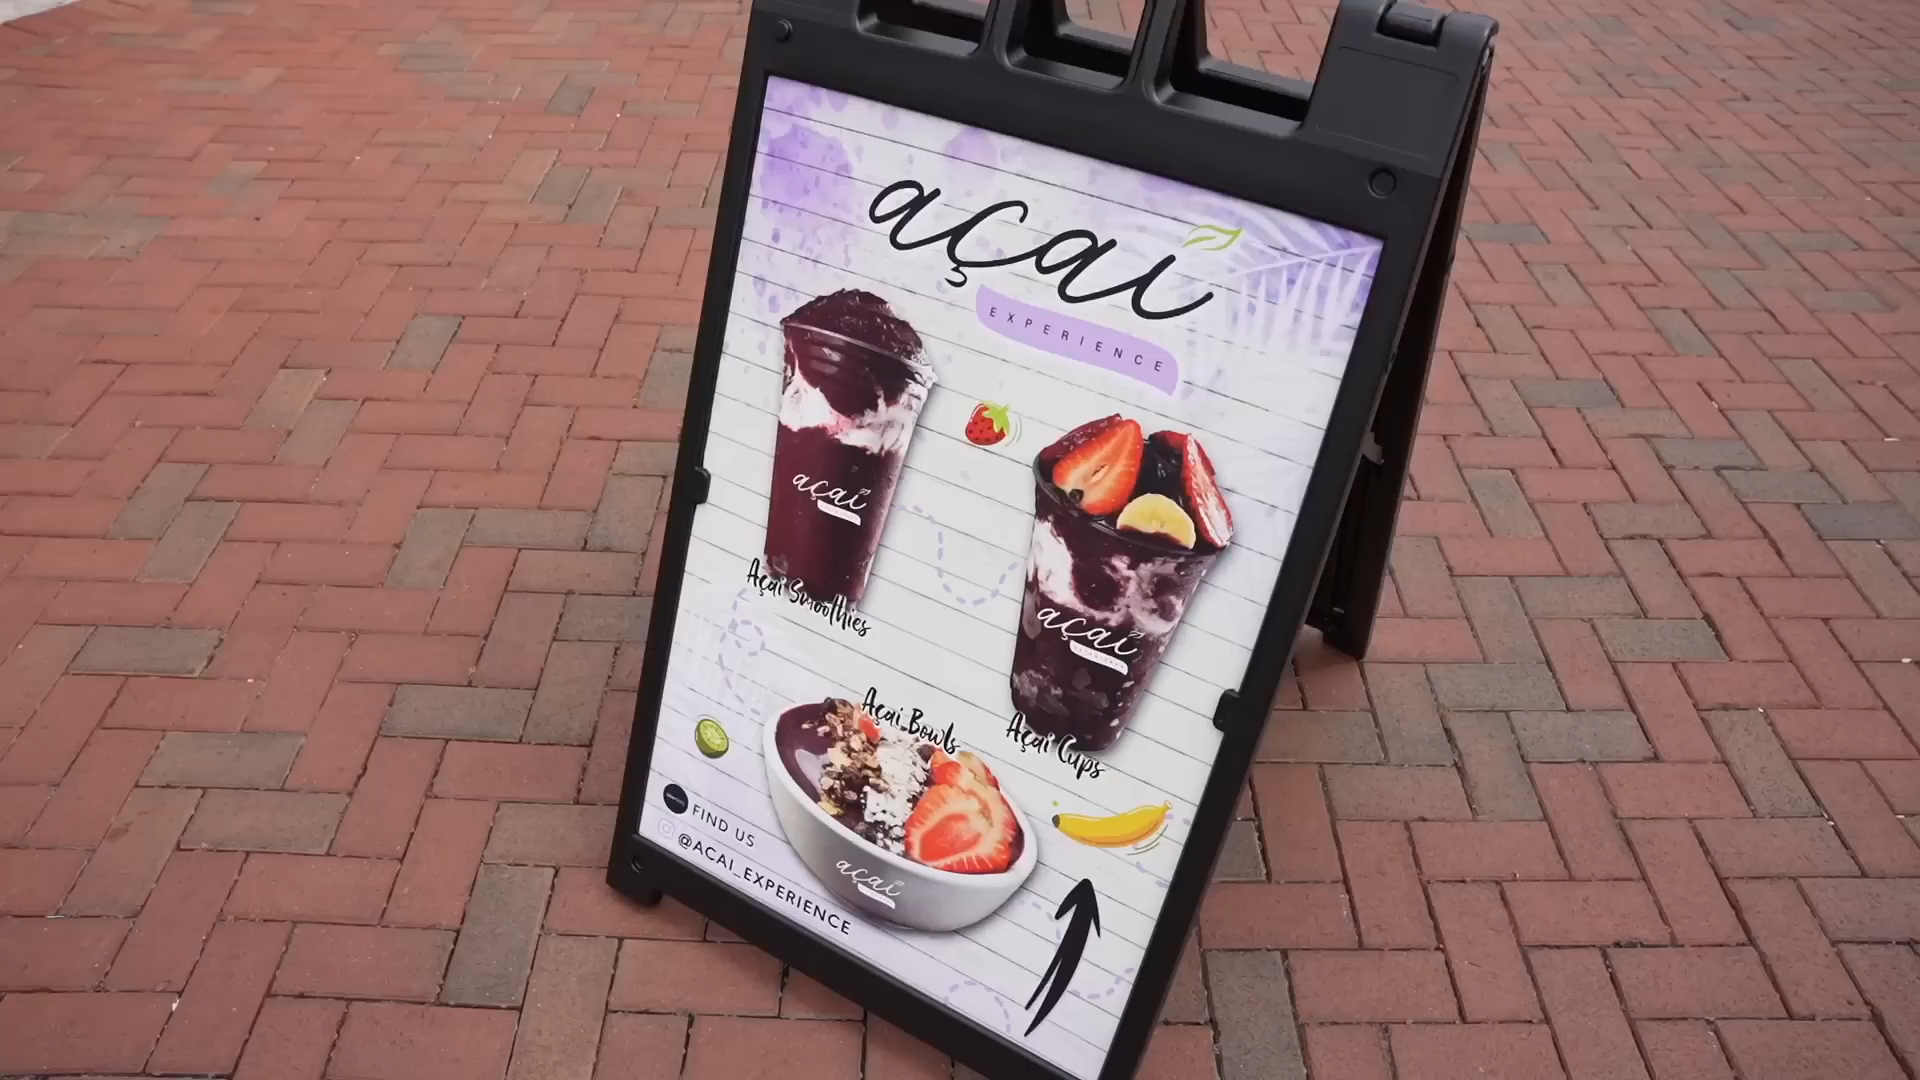 açaí
EXPERIENCE
açaí
Açaí Smoothies
açaí
Açaí Cups
Açaí Bowls
açaí
FIND US
@ACAI_EXPERIENCE